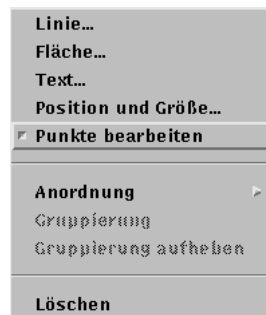 Linie...
Fläche...
Text...
Position und Größe...
Punkte bearbeiten
Anordnung
Gruppierung
Gruppierung aufheben
Löschen